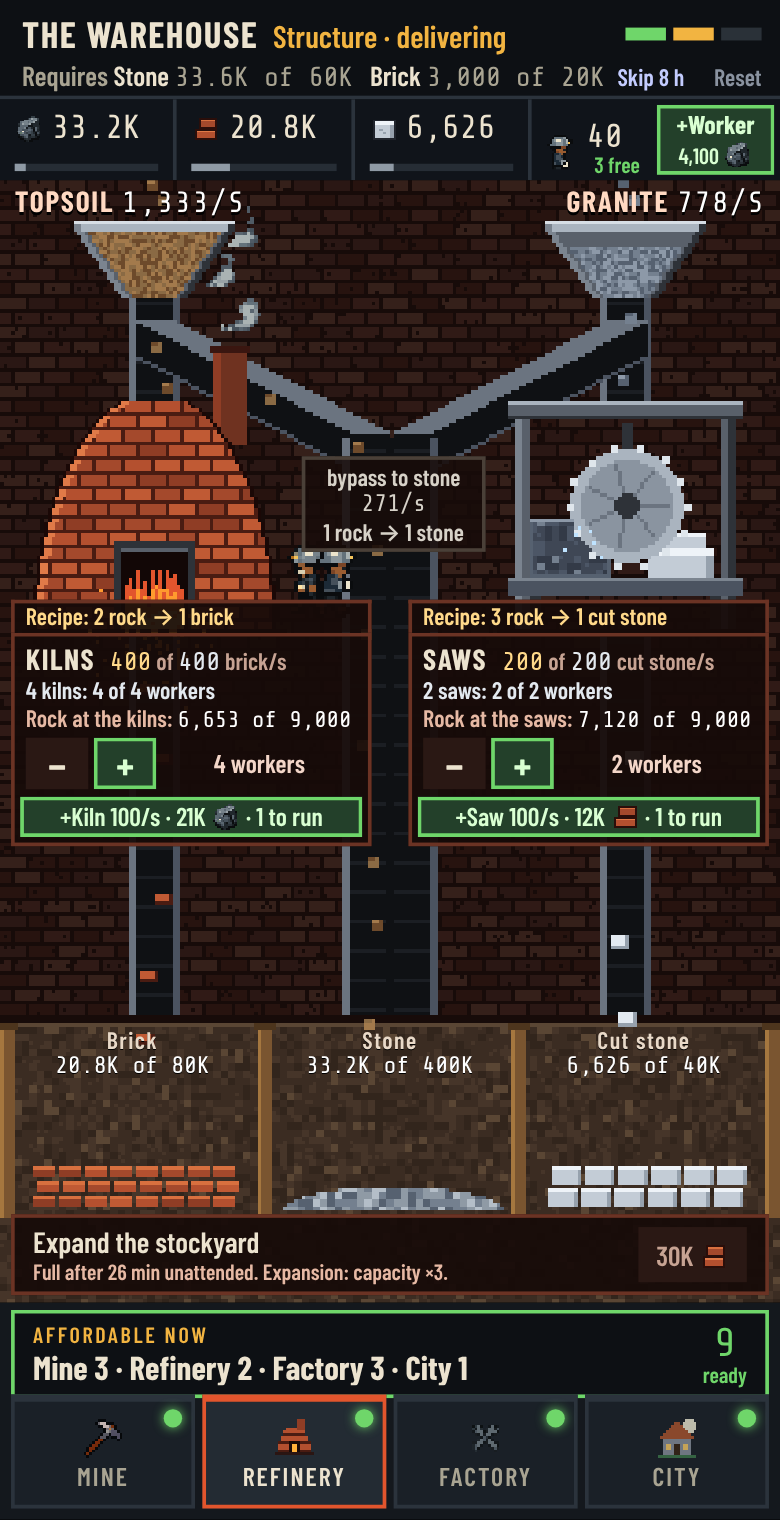 THE WAREHOUSE Structure · delivering
Requires Stone 33.6K of 60K Brick 3,000 of 20K Skip 8 h Reset
33.2K 20.8K 6,626 40 +Worker
3 free 4,100
TOPSOIL 1,333/S GRANITE 778/S
bypass to stone
271/s
1 rock → 1 stone
Recipe: 2 rock → 1 brick
KILNS 400 of 400 brick/s
4 kilns: 4 of 4 workers
Rock at the kilns: 6,653 of 9,000
− + 4 workers
+Kiln 100/s · 21K · 1 to run
Recipe: 3 rock → 1 cut stone
SAWS 200 of 200 cut stone/s
2 saws: 2 of 2 workers
Rock at the saws: 7,120 of 9,000
− + 2 workers
+Saw 100/s · 12K · 1 to run
Brick
20.8K of 80K
Stone
33.2K of 400K
Cut stone
6,626 of 40K
Expand the stockyard
Full after 26 min unattended. Expansion: capacity ×3.
30K
AFFORDABLE NOW
Mine 3 · Refinery 2 · Factory 3 · City 1
9
ready
MINE REFINERY FACTORY CITY